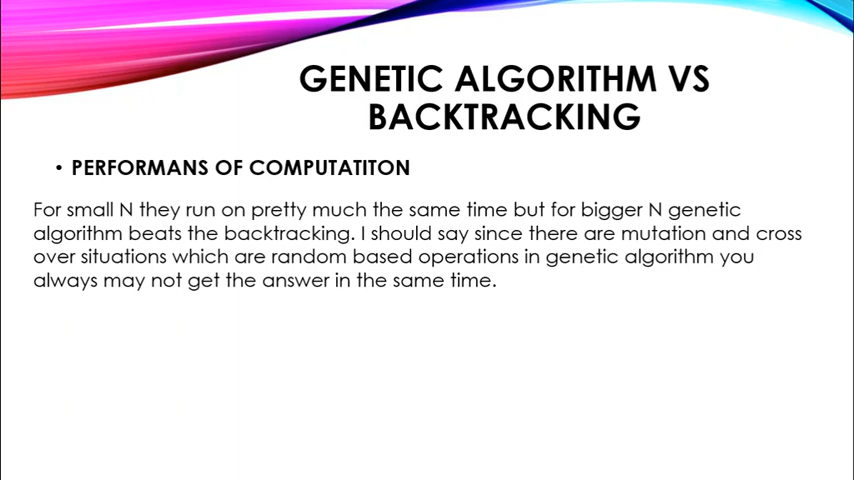 GENETIC ALGORITHM VS
BACKTRACKING
• PERFORMANS OF COMPUTATITON
For small N they run on pretty much the same time but for bigger N genetic
algorithm beats the backtracking. I should say since there are mutation and cross
over situations which are random based operations in genetic algorithm you
always may not get the answer in the same time.